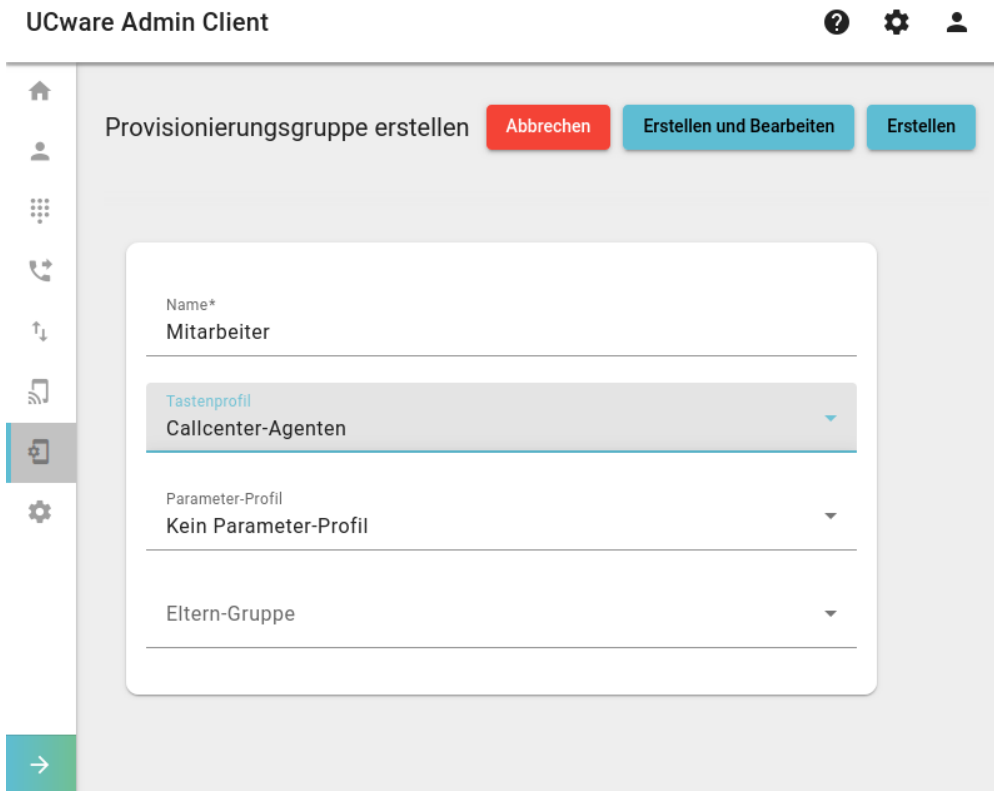 UCware Admin Client
Provisionierungsgruppe erstellen
Abbrechen
Erstellen und Bearbeiten
Erstellen
Name*
Mitarbeiter
Tastenprofil
Callcenter-Agenten
Parameter-Profil
Kein Parameter-Profil
Eltern-Gruppe